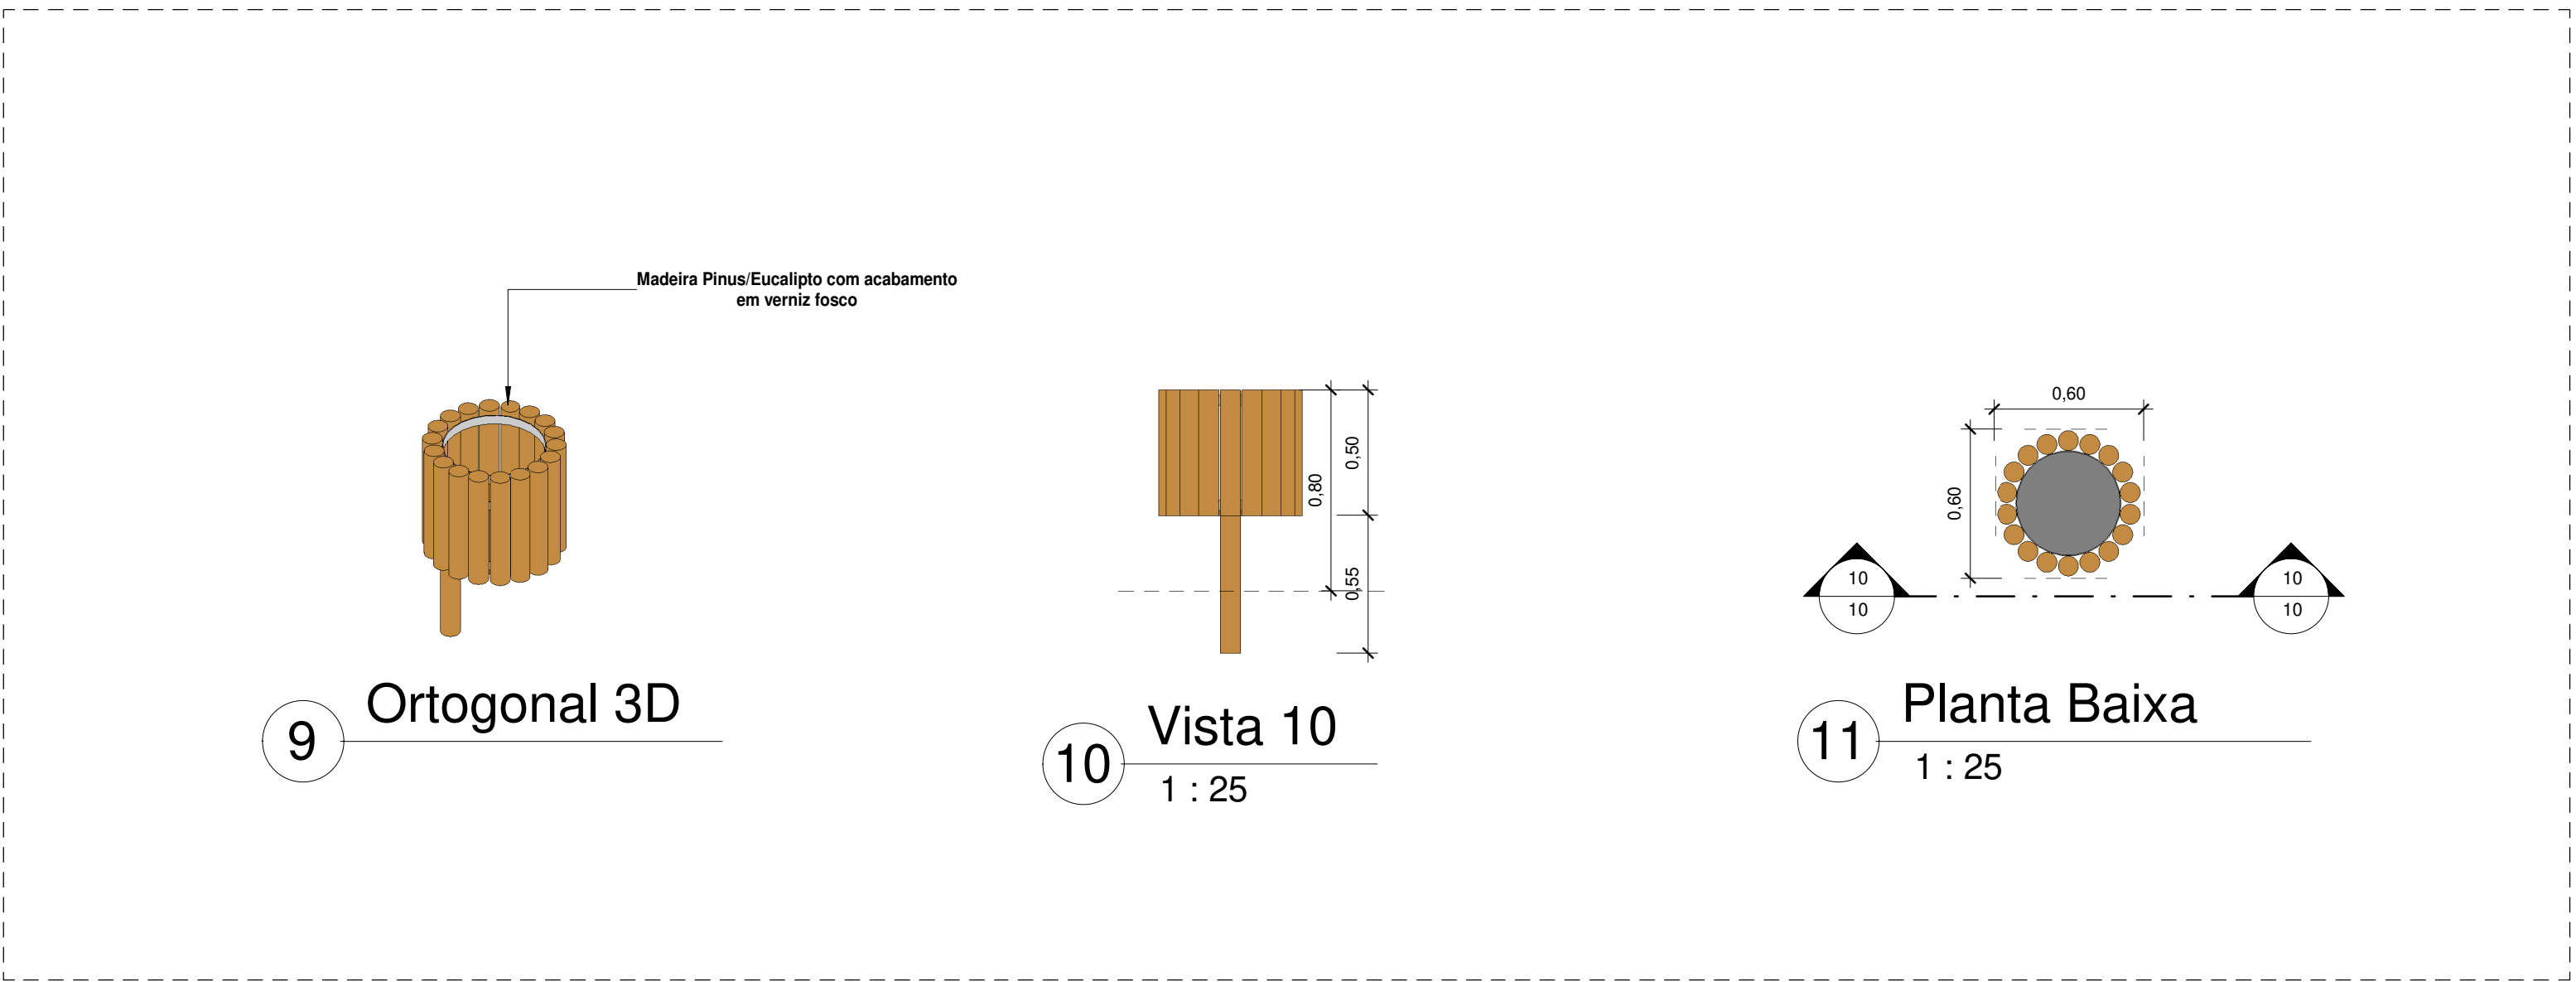 Madeira Pinus/Eucalipto com acabamento
em verniz fosco
9
Ortogonal 3D
0,80
0,50
0,55
10
Vista 10
1 : 25
0,60
0,60
10
10
10
10
11
Planta Baixa
1 : 25